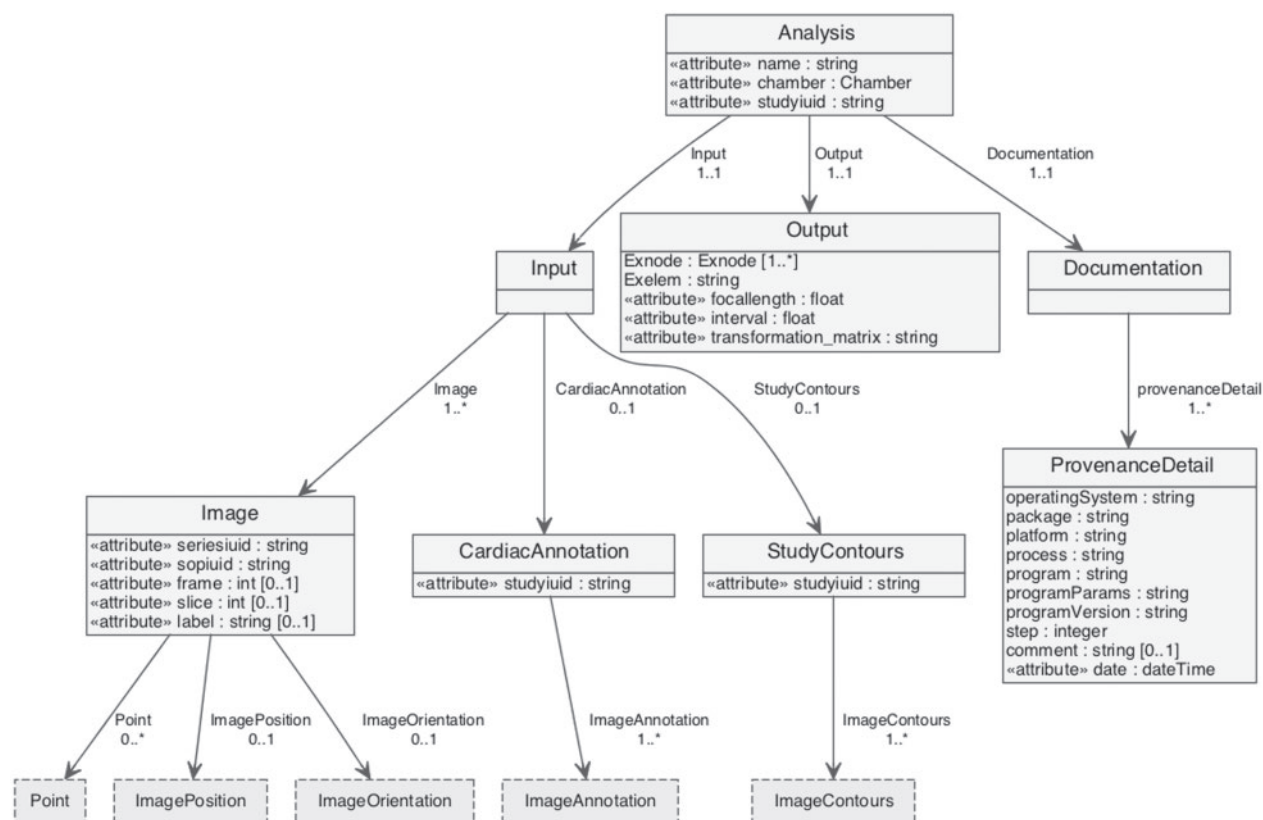 Analysis
«attribute» name : string
«attribute» chamber : Chamber
«attribute» studyiuid : string
Input
1..1
Output
1..1
Documentation
1..1
Input
Output
Exnode : Exnode [1..*]
Exelem : string
«attribute» focallength : float
«attribute» interval : float
«attribute» transformation_matrix : string
Documentation
Image
1..*
CardiacAnnotation
0..1
StudyContours
0..1
provenanceDetail
1..*
Image
«attribute» seriesiuid : string
«attribute» sopiuid : string
«attribute» frame : int [0..1]
«attribute» slice : int [0..1]
«attribute» label : string [0..1]
CardiacAnnotation
«attribute» studyiuid : string
StudyContours
«attribute» studyiuid : string
ProvenanceDetail
operatingSystem : string
package : string
platform : string
process : string
program : string
programParams : string
programVersion : string
step : integer
comment : string [0..1]
«attribute» date : dateTime
Point
0..*
ImagePosition
0..1
ImageOrientation
0..1
ImageAnnotation
1..*
ImageContours
1..*
Point
ImagePosition
ImageOrientation
ImageAnnotation
ImageContours